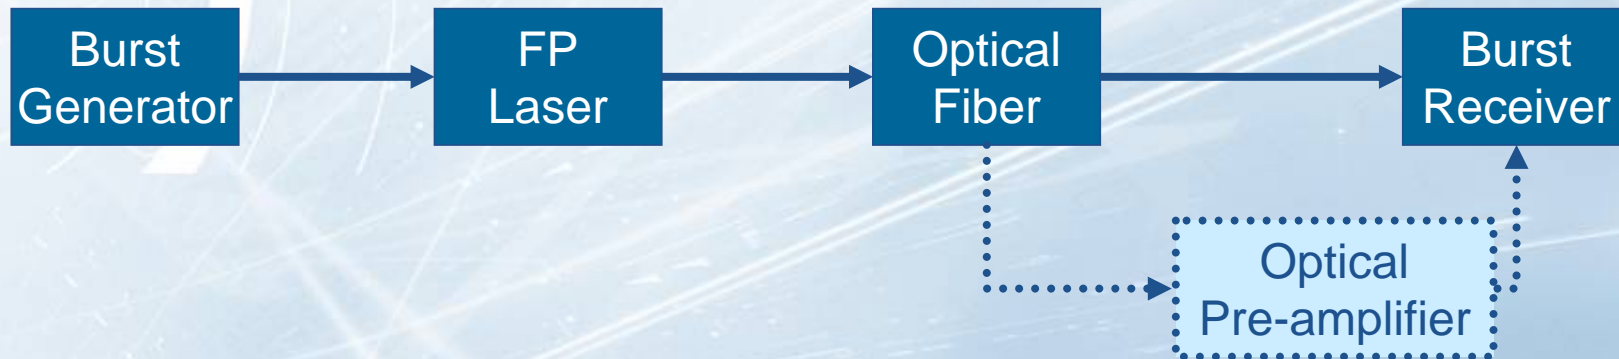 Burst
Generator
FP
Laser
Optical
Fiber
Burst
Receiver
Optical
Pre-amplifier